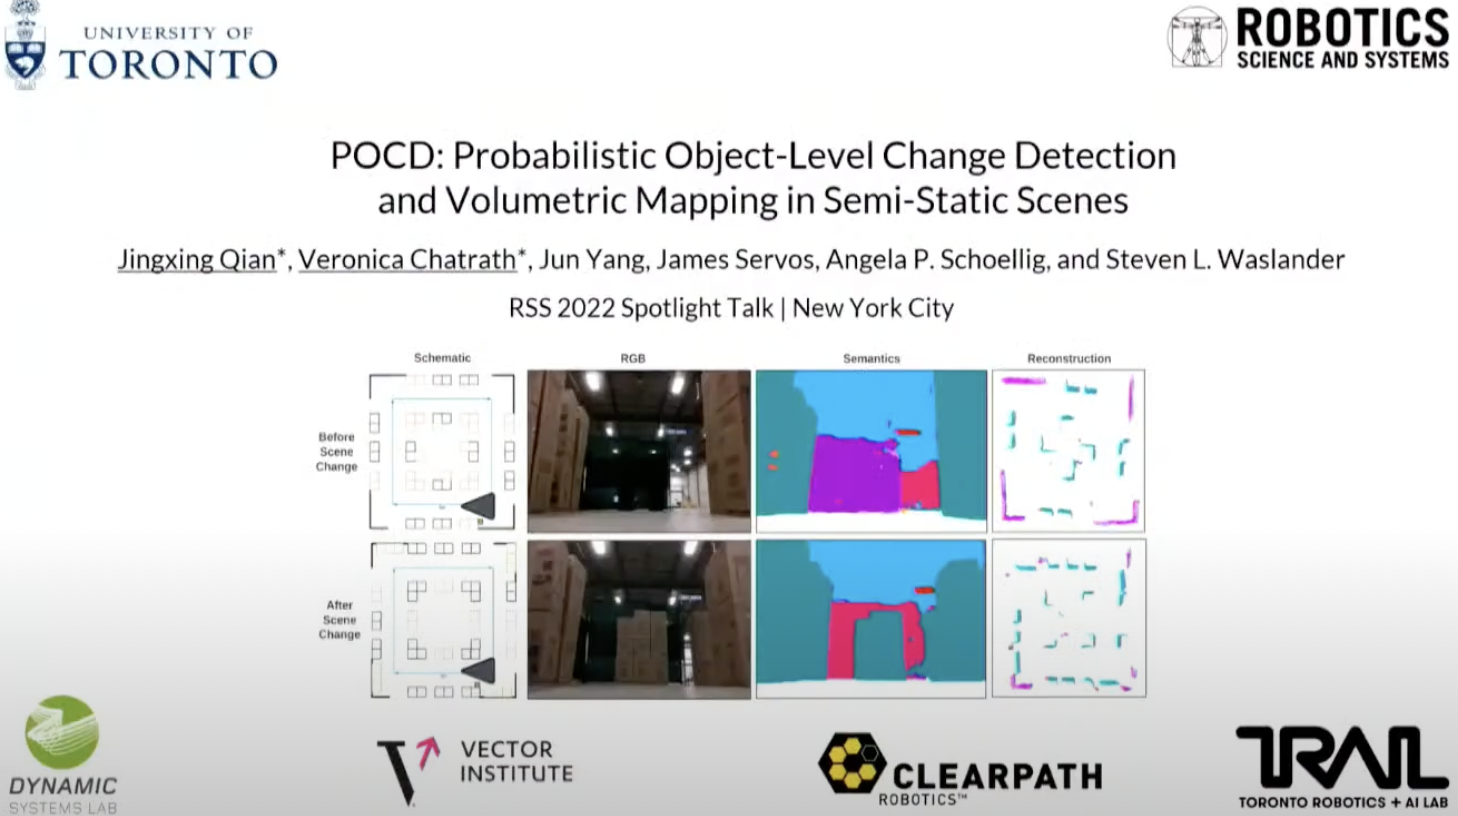 UNIVERSITY OF
TORONTO
ROBOTICS
SCIENCE AND SYSTEMS
POCD: Probabilistic Object-Level Change Detection
and Volumetric Mapping in Semi-Static Scenes
Jingxing Qian*, Veronica Chatrath*, Jun Yang, James Servos, Angela P. Schoellig, and Steven L. Waslander
RSS 2022 Spotlight Talk | New York City
Schematic RGB Semantics Reconstruction
Before
Scene
Change
After
Scene
Change
DYNAMIC
SYSTEMS LAB
VECTOR
INSTITUTE
CLEARPATH
ROBOTICS™
TRAIL
TORONTO ROBOTICS + AI LAB